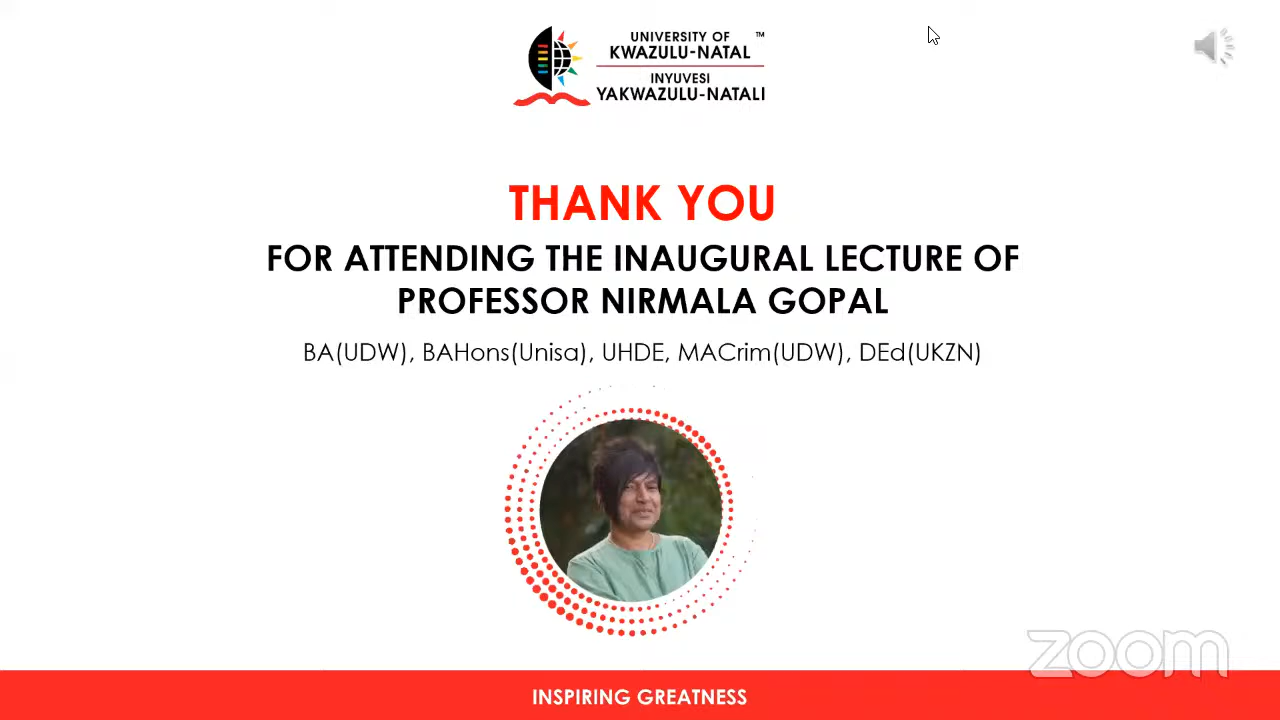 UNIVERSITY OF ™
KWAZULU-NATAL
INYUVESI
YAKWAZULU-NATALI
THANK YOU
FOR ATTENDING THE INAUGURAL LECTURE OF
PROFESSOR NIRMALA GOPAL
BA(UDW), BAHons(Unisa), UHDE, MACrim(UDW), DEd(UKZN)
zoom
INSPIRING GREATNESS